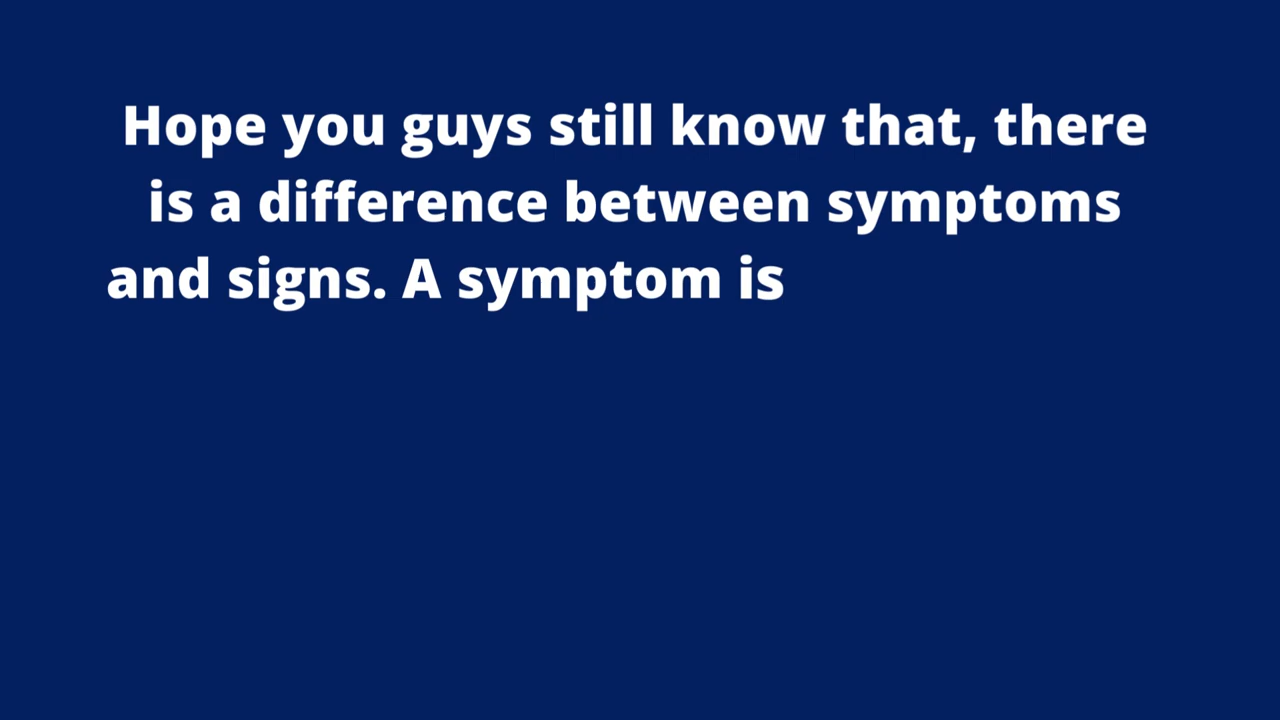 Hope you guys still know that, there
is a difference between symptoms
and signs. A symptom is